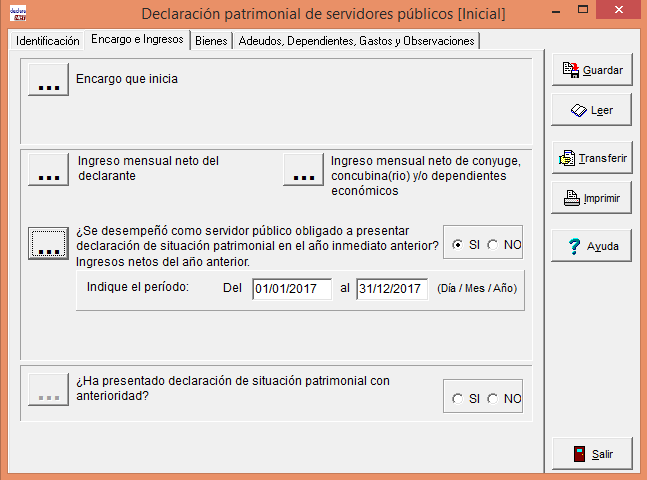 declara
.NET
Declaración patrimonial de servidores públicos [Inicial]
Identificación
Encargo e Ingresos
Bienes
Adeudos, Dependientes, Gastos y Observaciones
... Encargo que inicia
... Ingreso mensual neto del
declarante
... Ingreso mensual neto de conyuge,
concubina(rio) y/o dependientes
económicos
... ¿Se desempeñó como servidor público obligado a presentar
declaración de situación patrimonial en el año inmediato anterior?
Ingresos netos del año anterior.
SI NO
Indique el período: Del 01/01/2017 al 31/12/2017 (Día / Mes / Año)
... ¿Ha presentado declaración de situación patrimonial con
anterioridad?
SI NO
Guardar
Leer
Transferir
Imprimir
? Ayuda
Salir